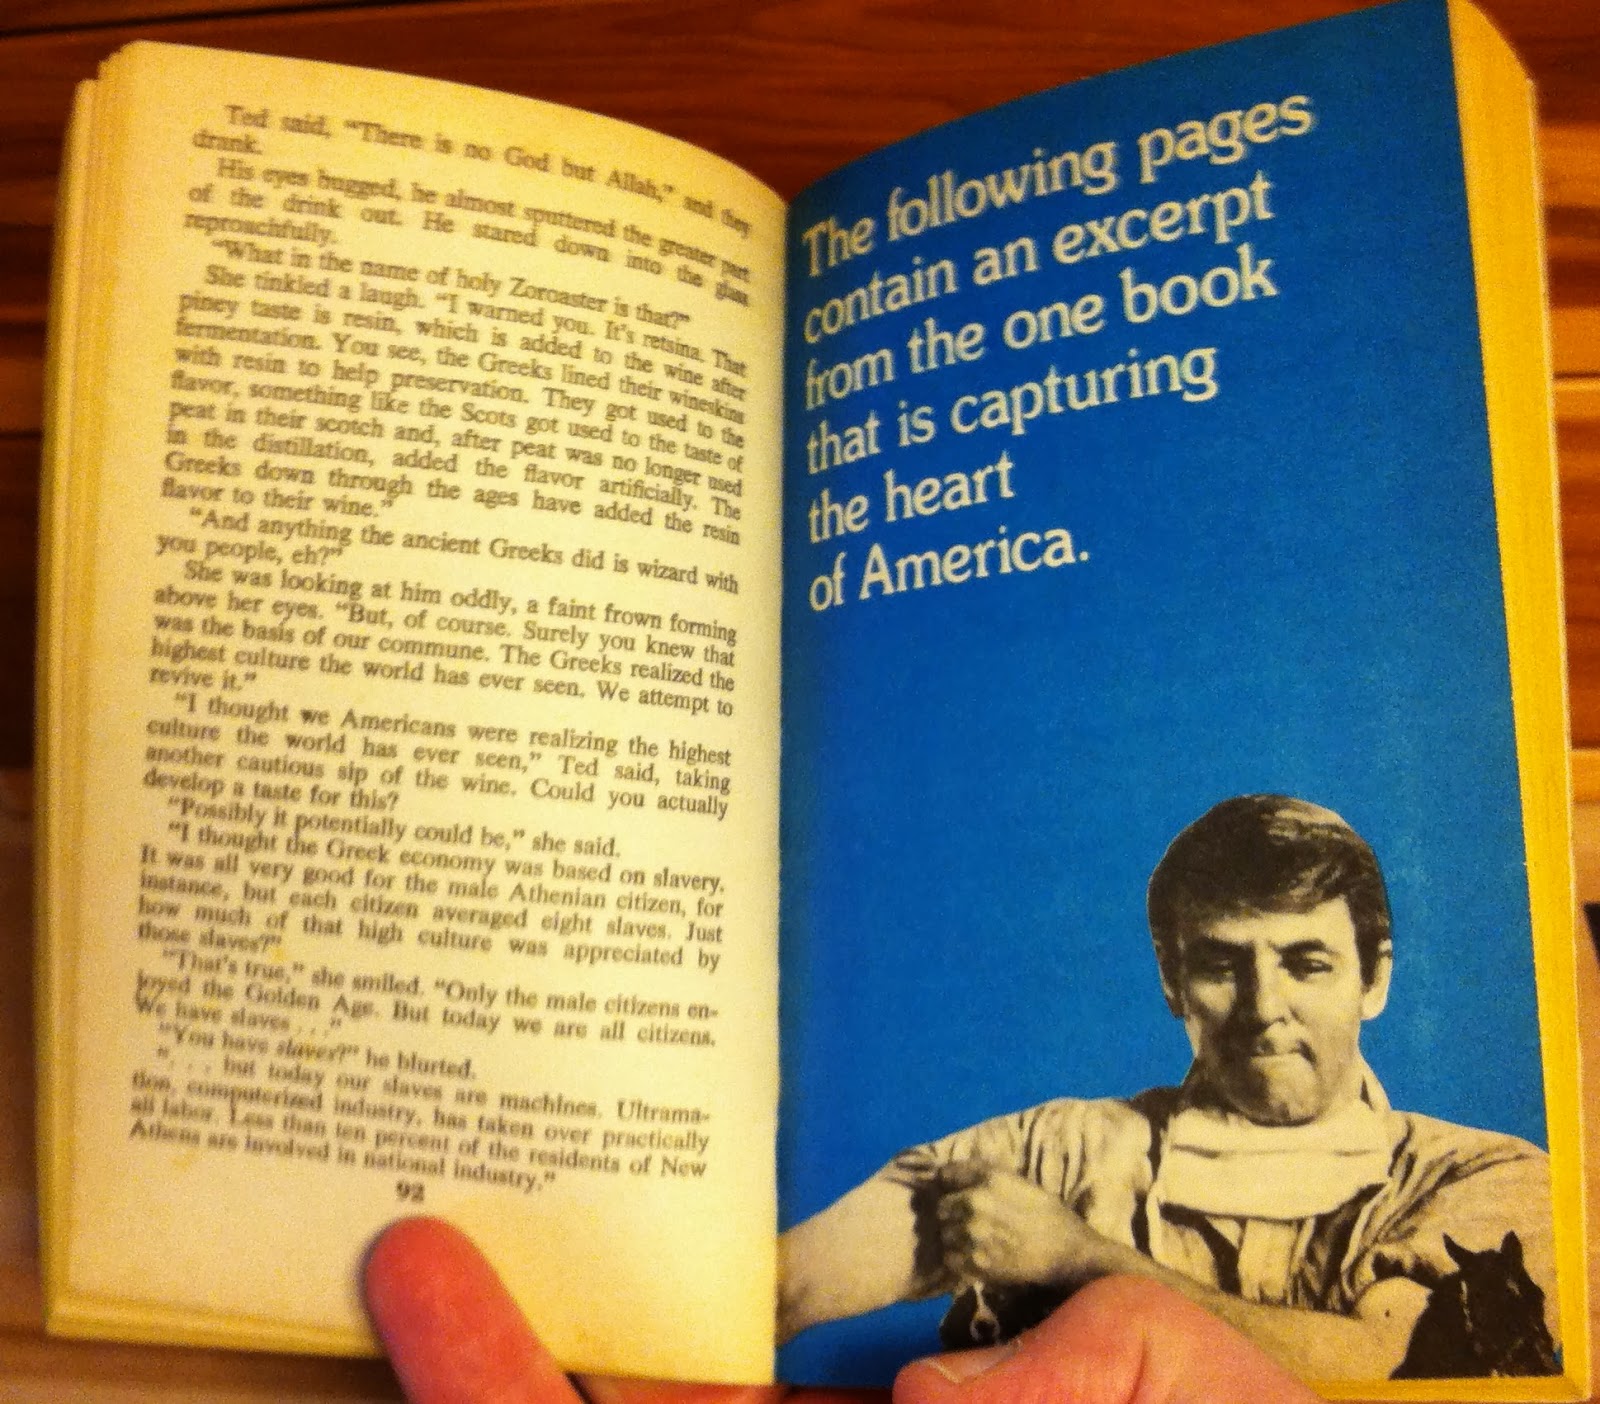 Ted said, “There is no God but Allah,” and they
drank.
His eyes bugged, he almost sputtered the greater part
of the drink out. He stared down into the glass
reproachfully.
“What in the name of holy Zoroaster is that?”
She tinkled a laugh. “I warned you. It's retsina. That
piney taste is resin, which is added to the wine after
fermentation. You see, the Greeks lined their wineskins
with resin to help preservation. They got used to the
flavor, something like the Scots got used to the taste of
peat in their scotch and, after peat was no longer used
in the distillation, added the flavor artificially. The
Greeks down through the ages have added the resin
flavor to their wine.”
“And anything the ancient Greeks did is wizard with
you people, eh?”
She was looking at him oddly, a faint frown forming
above her eyes. “But, of course. Surely you knew that
was the basis of our commune. The Greeks realized the
highest culture the world has ever seen. We attempt to
revive it.”
“I thought we Americans were realizing the highest
culture the world has ever seen,” Ted said, taking
another cautious sip of the wine. Could you actually
develop a taste for this?
“Possibly it potentially could be,” she said.
“I thought the Greek economy was based on slavery.
It was all very good for the male Athenian citizen, for
instance, but each citizen averaged eight slaves. Just
how much of that high culture was appreciated by
those slaves?”
“That's true,” she smiled. “Only the male citizens en-
joyed the Golden Age. But today we are all citizens.
We have slaves . . .”
“You have slaves?” he blurted.
“. . . but today our slaves are machines. Ultrama-
tion, computerized industry, has taken over practically
all labor. Less than ten percent of the residents of New
Athens are involved in national industry.”
92
The following pages
contain an excerpt
from the one book
that is capturing
the heart
of America.